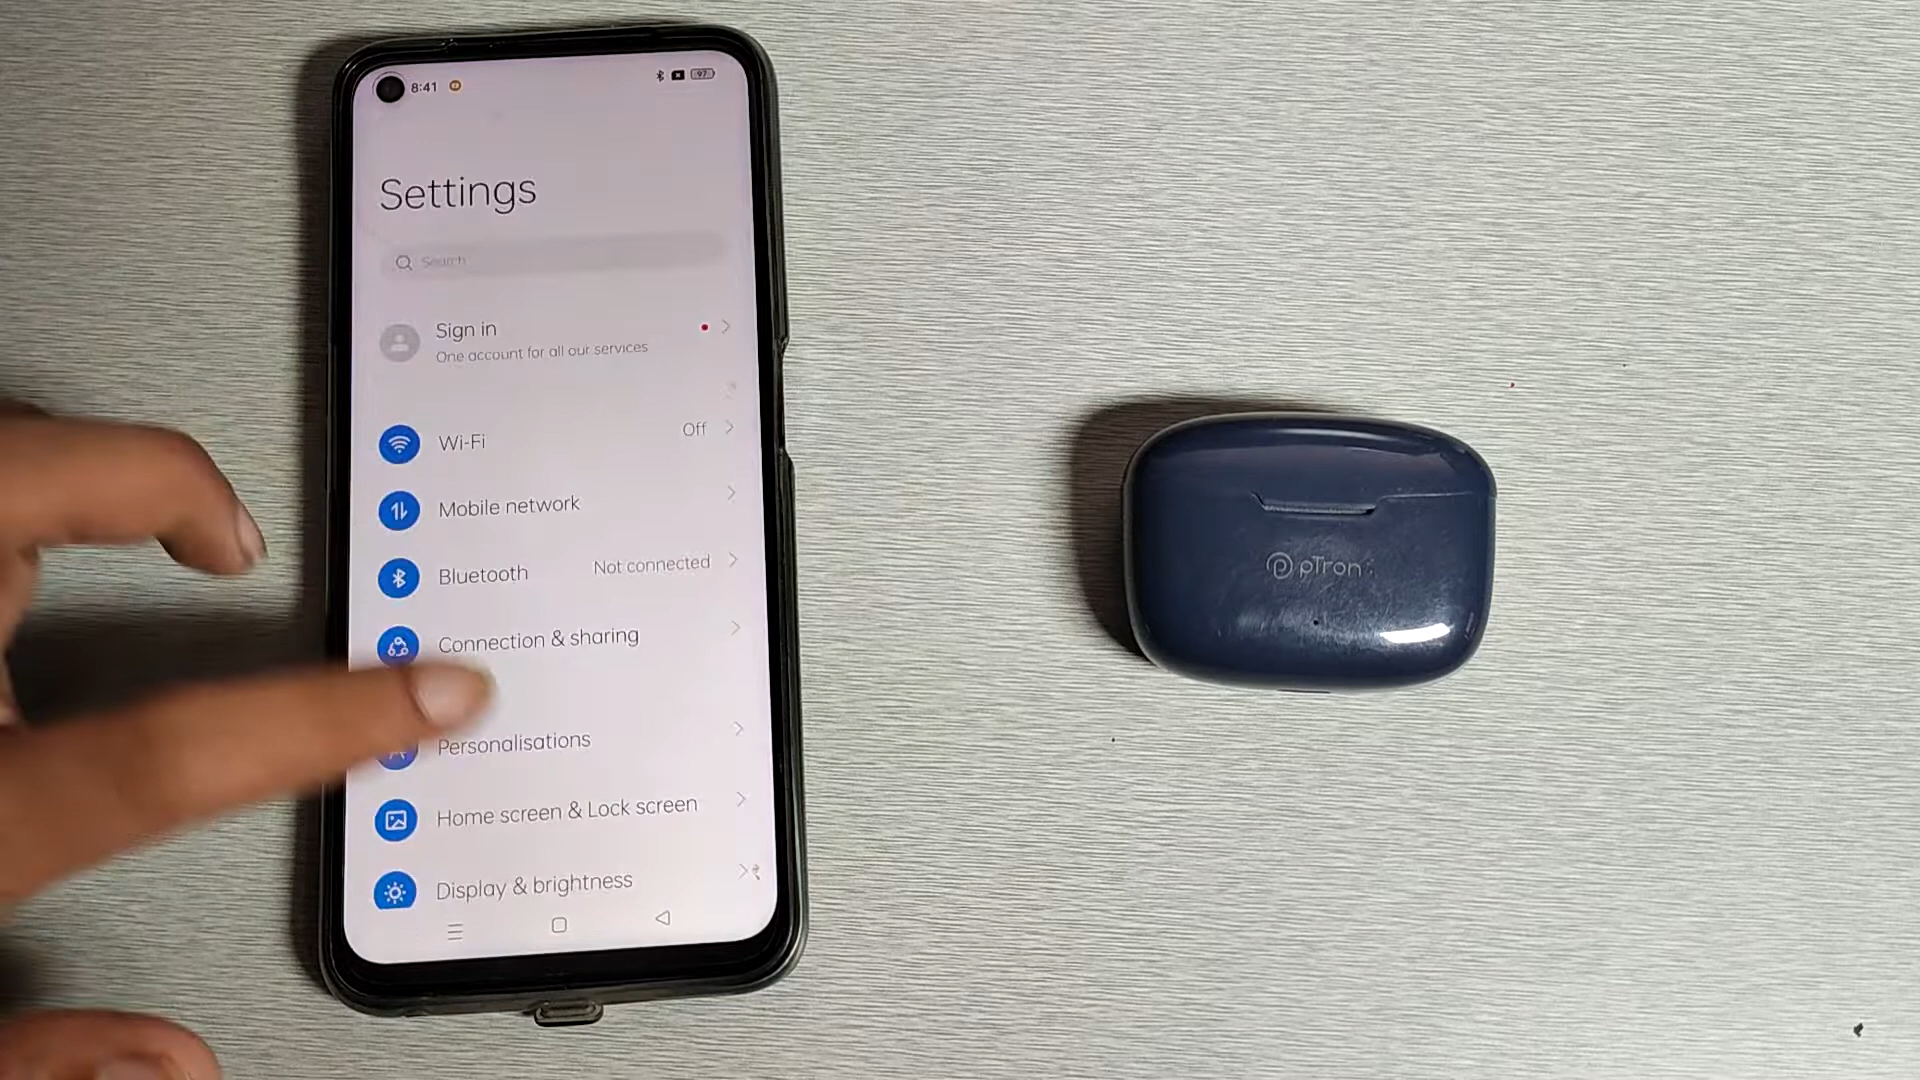 8:41
97
Settings
Search
Sign in
One account for all our services
Wi-Fi Off
Mobile network
Bluetooth Not connected
Connection & sharing
Personalisations
Home screen & Lock screen
Display & brightness
pTron